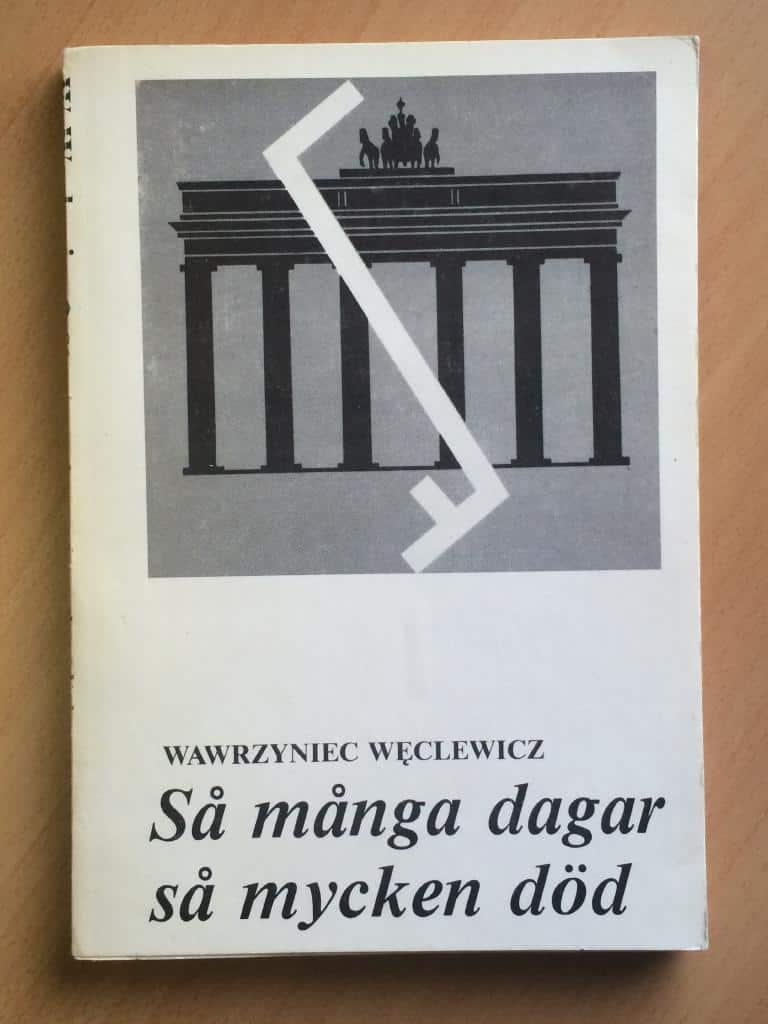 WAWRZYNIEC WĘCLEWICZ
Så många dagar
så mycken död